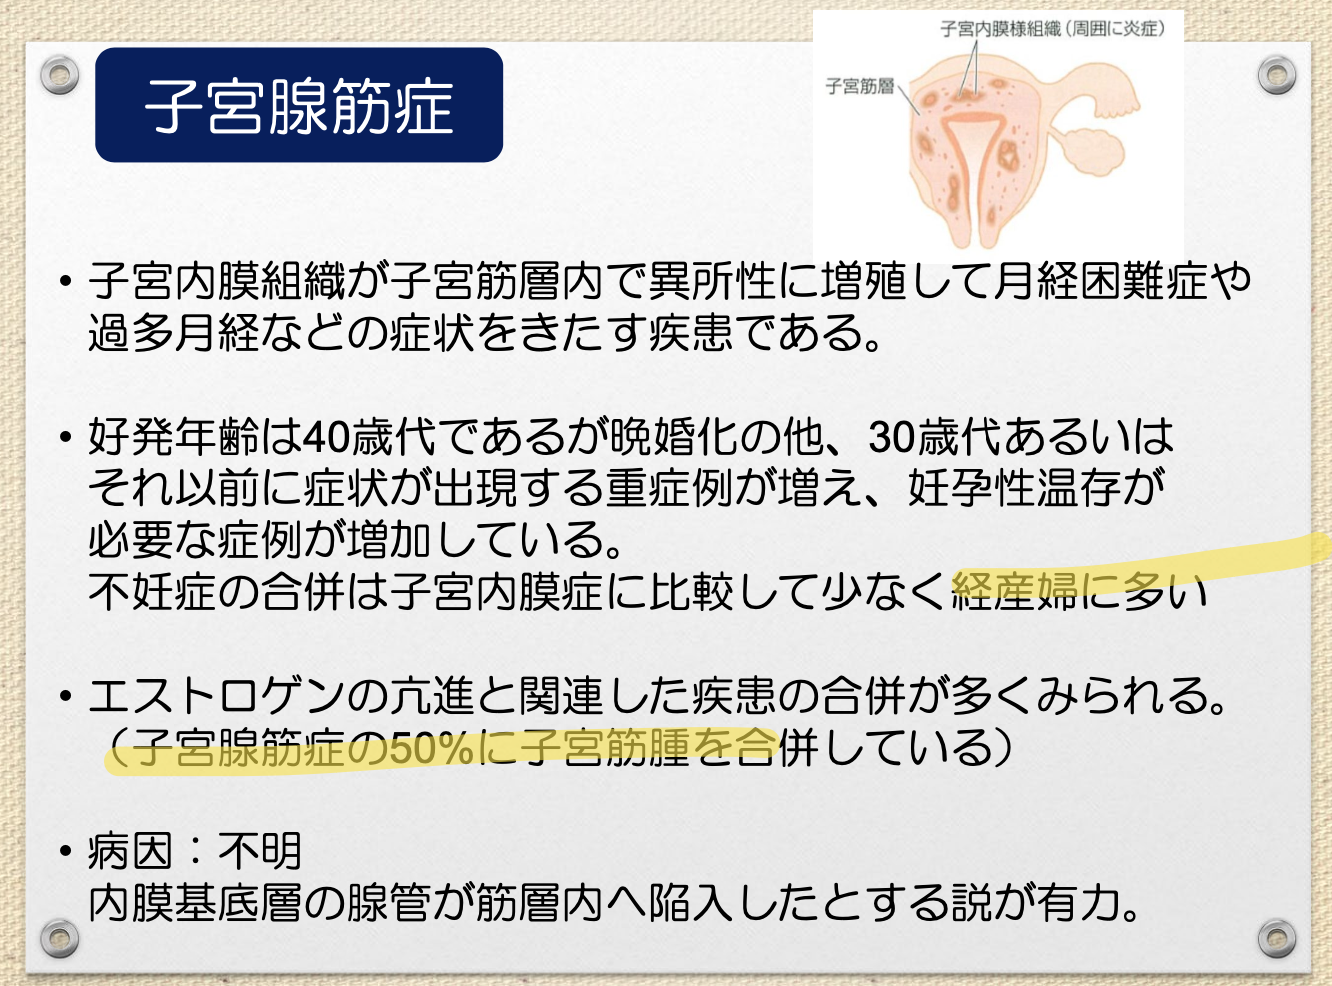 子宮腺筋症
子宮内膜様組織（周囲に炎症）
子宮筋層
・子宮内膜組織が子宮筋層内で異所性に増殖して月経困難症や
過多月経などの症状をきたす疾患である。
・好発年齢は40歳代であるが晩婚化の他、30歳代あるいは
それ以前に症状が出現する重症例が増え、妊孕性温存が
必要な症例が増加している。
不妊症の合併は子宮内膜症に比較して少なく経産婦に多い
・エストロゲンの亢進と関連した疾患の合併が多くみられる。
（子宮腺筋症の50%に子宮筋腫を合併している）
・病因：不明
内膜基底層の腺管が筋層内へ陥入したとする説が有力。